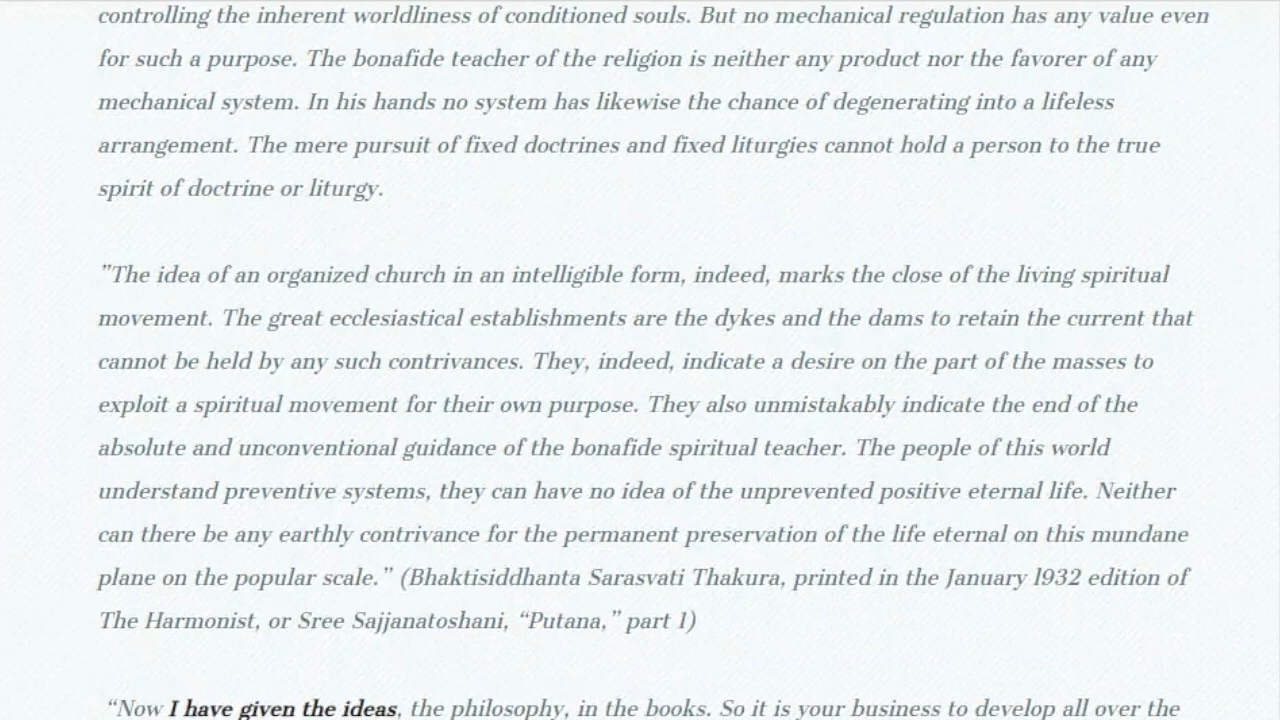 controlling the inherent worldliness of conditioned souls. But no mechanical regulation has any value even
for such a purpose. The bonafide teacher of the religion is neither any product nor the favorer of any
mechanical system. In his hands no system has likewise the chance of degenerating into a lifeless
arrangement. The mere pursuit of fixed doctrines and fixed liturgies cannot hold a person to the true
spirit of doctrine or liturgy.
"The idea of an organized church in an intelligible form, indeed, marks the close of the living spiritual
movement. The great ecclesiastical establishments are the dykes and the dams to retain the current that
cannot be held by any such contrivances. They, indeed, indicate a desire on the part of the masses to
exploit a spiritual movement for their own purpose. They also unmistakably indicate the end of the
absolute and unconventional guidance of the bonafide spiritual teacher. The people of this world
understand preventive systems, they can have no idea of the unprevented positive eternal life. Neither
can there be any earthly contrivance for the permanent preservation of the life eternal on this mundane
plane on the popular scale.” (Bhaktisiddhanta Sarasvati Thakura, printed in the January 1932 edition of
The Harmonist, or Sree Sajjanatoshani, “Putana,” part 1)
“Now I have given the ideas, the philosophy, in the books. So it is your business to develop all over the